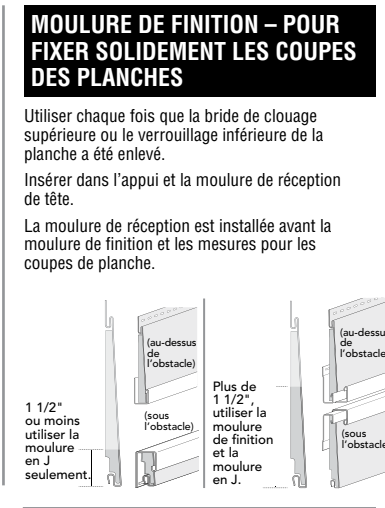 MOULURE DE FINITION – POUR
FIXER SOLIDEMENT LES COUPES
DES PLANCHES
Utiliser chaque fois que la bride de clouage
supérieure ou le verrouillage inférieure de la
planche a été enlevé.
Insérer dans l'appui et la moulure de réception
de tête.
La moulure de réception est installée avant la
moulure de finition et les mesures pour les
coupes de planche.
(au-dessus
de
l'obstacle)
(sous
l'obstacle)
1 1/2"
ou moins
utiliser la
moulure
en J
seulement.
(au-dessu
de
l'obstacle
Plus de
1 1/2",
utiliser la
moulure
de finition
et la
moulure
en J.
(sous
l'obstacle